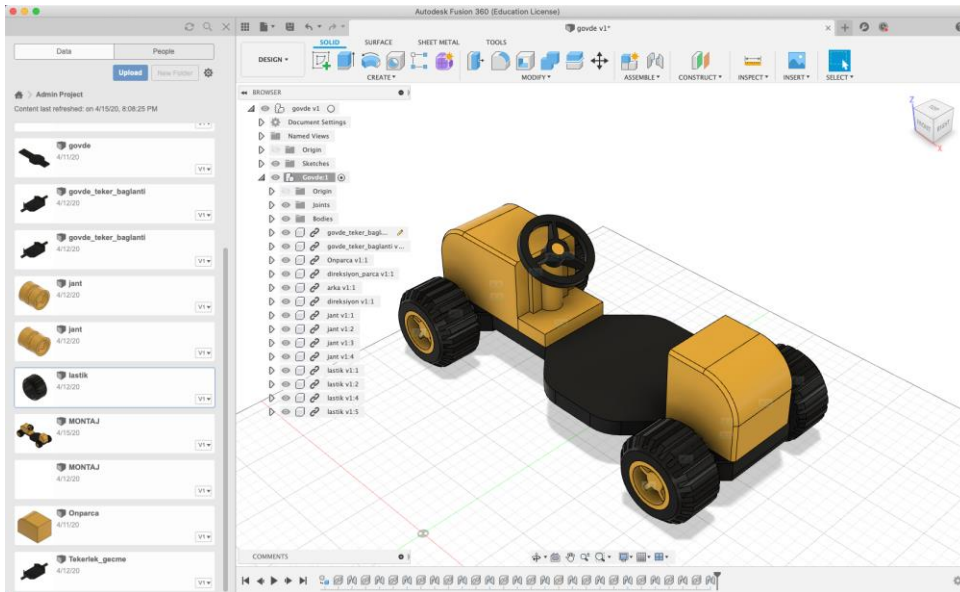 Autodesk Fusion 360 (Education License)
govde v1*
Data
People
Upload
New Folder
Admin Project
Content last refreshed: on 4/15/20, 8:08:25 PM
govde
4/11/20
V1
govde_teker_baglanti
4/12/20
V1
govde_teker_baglanti
4/12/20
V1
jant
4/12/20
V1
jant
4/12/20
V1
lastik
4/12/20
V1
MONTAJ
4/15/20
V1
MONTAJ
4/12/20
V1
Onparca
4/11/20
V1
Tekerlek_gecme
4/12/20
V1
DESIGN
SOLID
SURFACE
SHEET METAL
TOOLS
CREATE
MODIFY
ASSEMBLE
CONSTRUCT
INSPECT
INSERT
SELECT
BROWSER
govde v1
Document Settings
Named Views
Origin
Sketches
Govde:1
Origin
Joints
Bodies
govde_teker_bagl...
govde_teker_baglanti v...
Onparca v1:1
direksiyon_parca v1:1
arka v1:1
direksiyon v1:1
jant v1:1
jant v1:2
jant v1:3
jant v1:4
lastik v1:1
lastik v1:2
lastik v1:4
lastik v1:5
Z
TOP
FRONT
RIGHT
X
COMMENTS